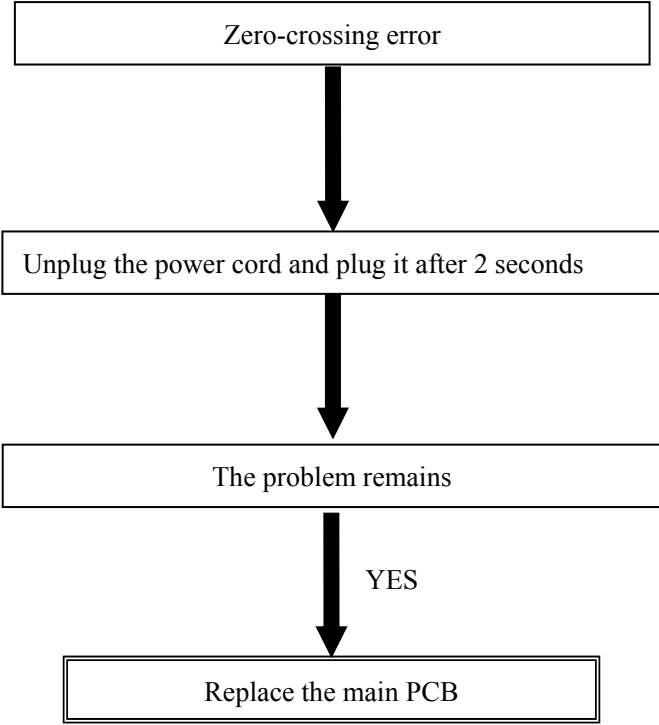 Zero-crossing error
Unplug the power cord and plug it after 2 seconds
The problem remains
YES
Replace the main PCB